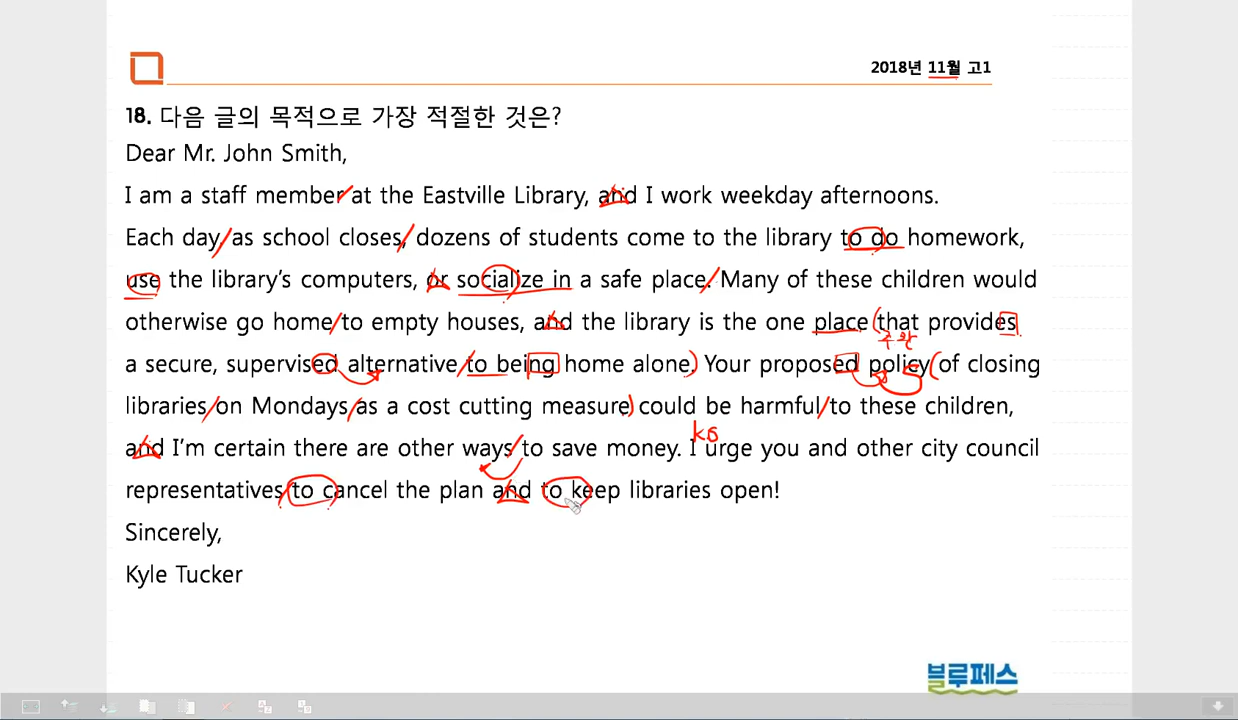 2018년 11월 고1
18. 다음 글의 목적으로 가장 적절한 것은?
Dear Mr. John Smith,
I am a staff member at the Eastville Library, and I work weekday afternoons.
Each day, as school closes, dozens of students come to the library to do homework,
use the library's computers, or socialize in a safe place. Many of these children would
otherwise go home to empty houses, and the library is the one place that provides
주관
a secure, supervised alternative to being home alone. Your proposed policy of closing
libraries on Mondays as a cost cutting measure could be harmful to these children,
and I'm certain there are other ways to save money. I urge you and other city council
representatives to cancel the plan and to keep libraries open!
Sincerely,
Kyle Tucker
블루페스